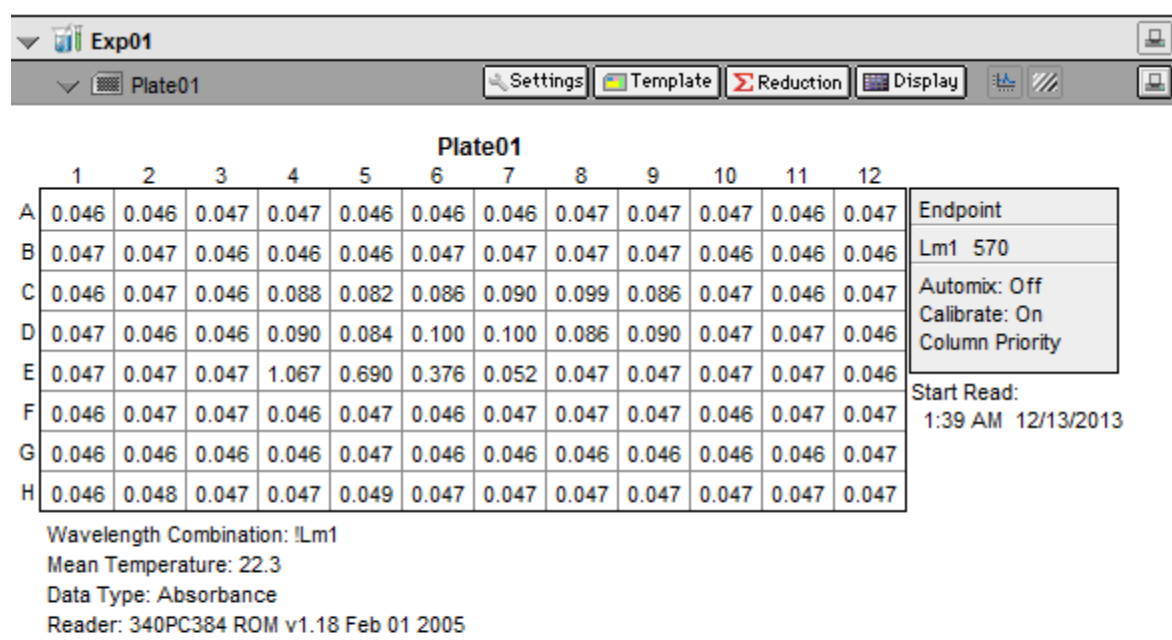 Exp01
Plate01 Settings Template Reduction Display
Plate01
1 2 3 4 5 6 7 8 9 10 11 12
A 0.046 0.046 0.047 0.047 0.046 0.046 0.046 0.047 0.047 0.047 0.046 0.047
B 0.047 0.047 0.046 0.046 0.046 0.046 0.047 0.047 0.047 0.047 0.046 0.046 0.046
C 0.046 0.047 0.046 0.088 0.082 0.086 0.090 0.099 0.086 0.047 0.046 0.047
D 0.047 0.046 0.046 0.090 0.084 0.100 0.100 0.086 0.090 0.047 0.047 0.046
E 0.047 0.047 0.047 1.067 0.690 0.376 0.052 0.047 0.047 0.047 0.047 0.046
F 0.046 0.047 0.047 0.046 0.047 0.046 0.047 0.046 0.047 0.046 0.047 0.047
G 0.046 0.046 0.046 0.046 0.047 0.046 0.046 0.046 0.046 0.046 0.046 0.047
H 0.046 0.048 0.047 0.047 0.049 0.047 0.047 0.047 0.047 0.047 0.047 0.047
Endpoint
Lm1 570
Automix: Off
Calibrate: On
Column Priority
Start Read:
1:39 AM 12/13/2013
Wavelength Combination: !Lm1
Mean Temperature: 22.3
Data Type: Absorbance
Reader: 340PC384 ROM v1.18 Feb 01 2005